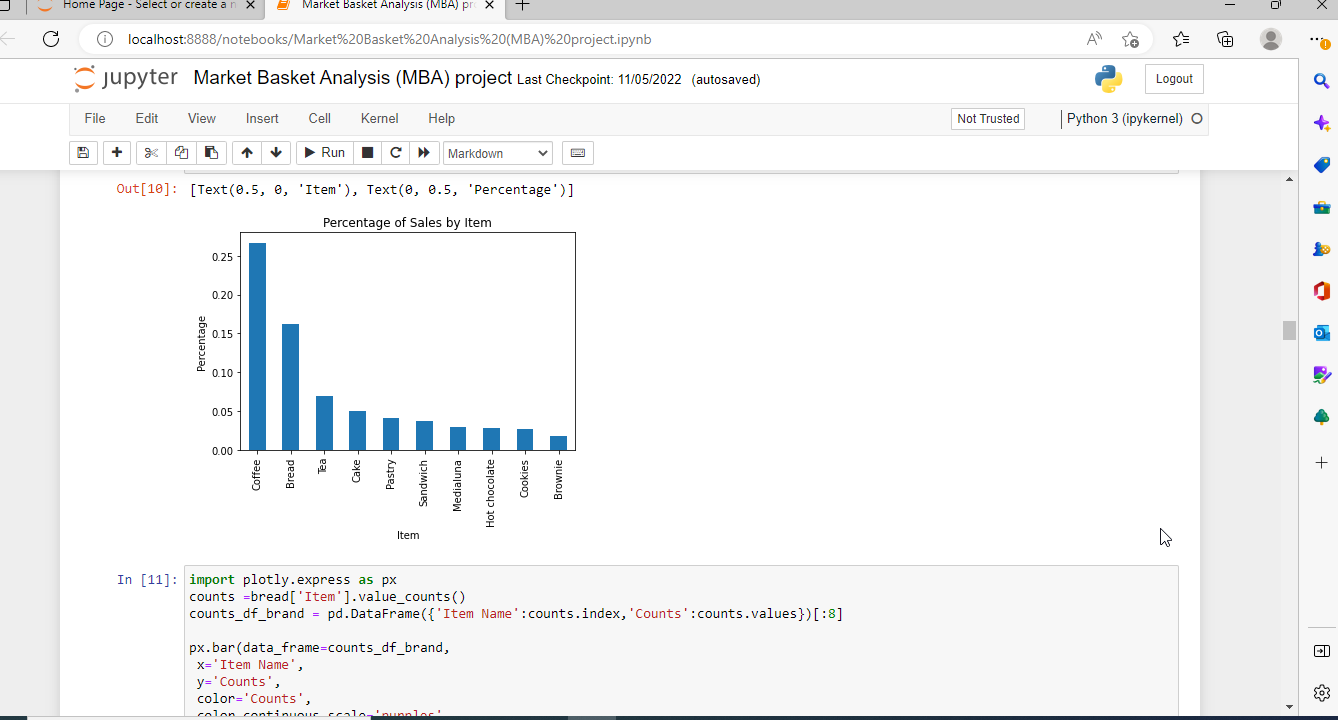 Home Page - Select or create a n
Market Basket Analysis (MBA) pr
localhost:8888/notebooks/Market%20Basket%20Analysis%20(MBA)%20project.ipynb
jupyter Market Basket Analysis (MBA) project Last Checkpoint: 11/05/2022 (autosaved)
Logout
File Edit View Insert Cell Kernel Help
Not Trusted
Python 3 (ipykernel)
Run
Markdown
Out[10]: [Text(0.5, 0, 'Item'), Text(0, 0.5, 'Percentage')]
Percentage of Sales by Item
0.25
0.20
0.15
0.10
0.05
0.00
Percentage
Coffee
Bread
Tea
Cake
Pastry
Sandwich
Medialuna
Hot chocolate
Cookies
Brownie
Item
In [11]: import plotly.express as px
counts =bread['Item'].value_counts()
counts_df_brand = pd.DataFrame({'Item Name':counts.index,'Counts':counts.values})[:8]
px.bar(data_frame=counts_df_brand,
x='Item Name',
y='Counts',
color='Counts',